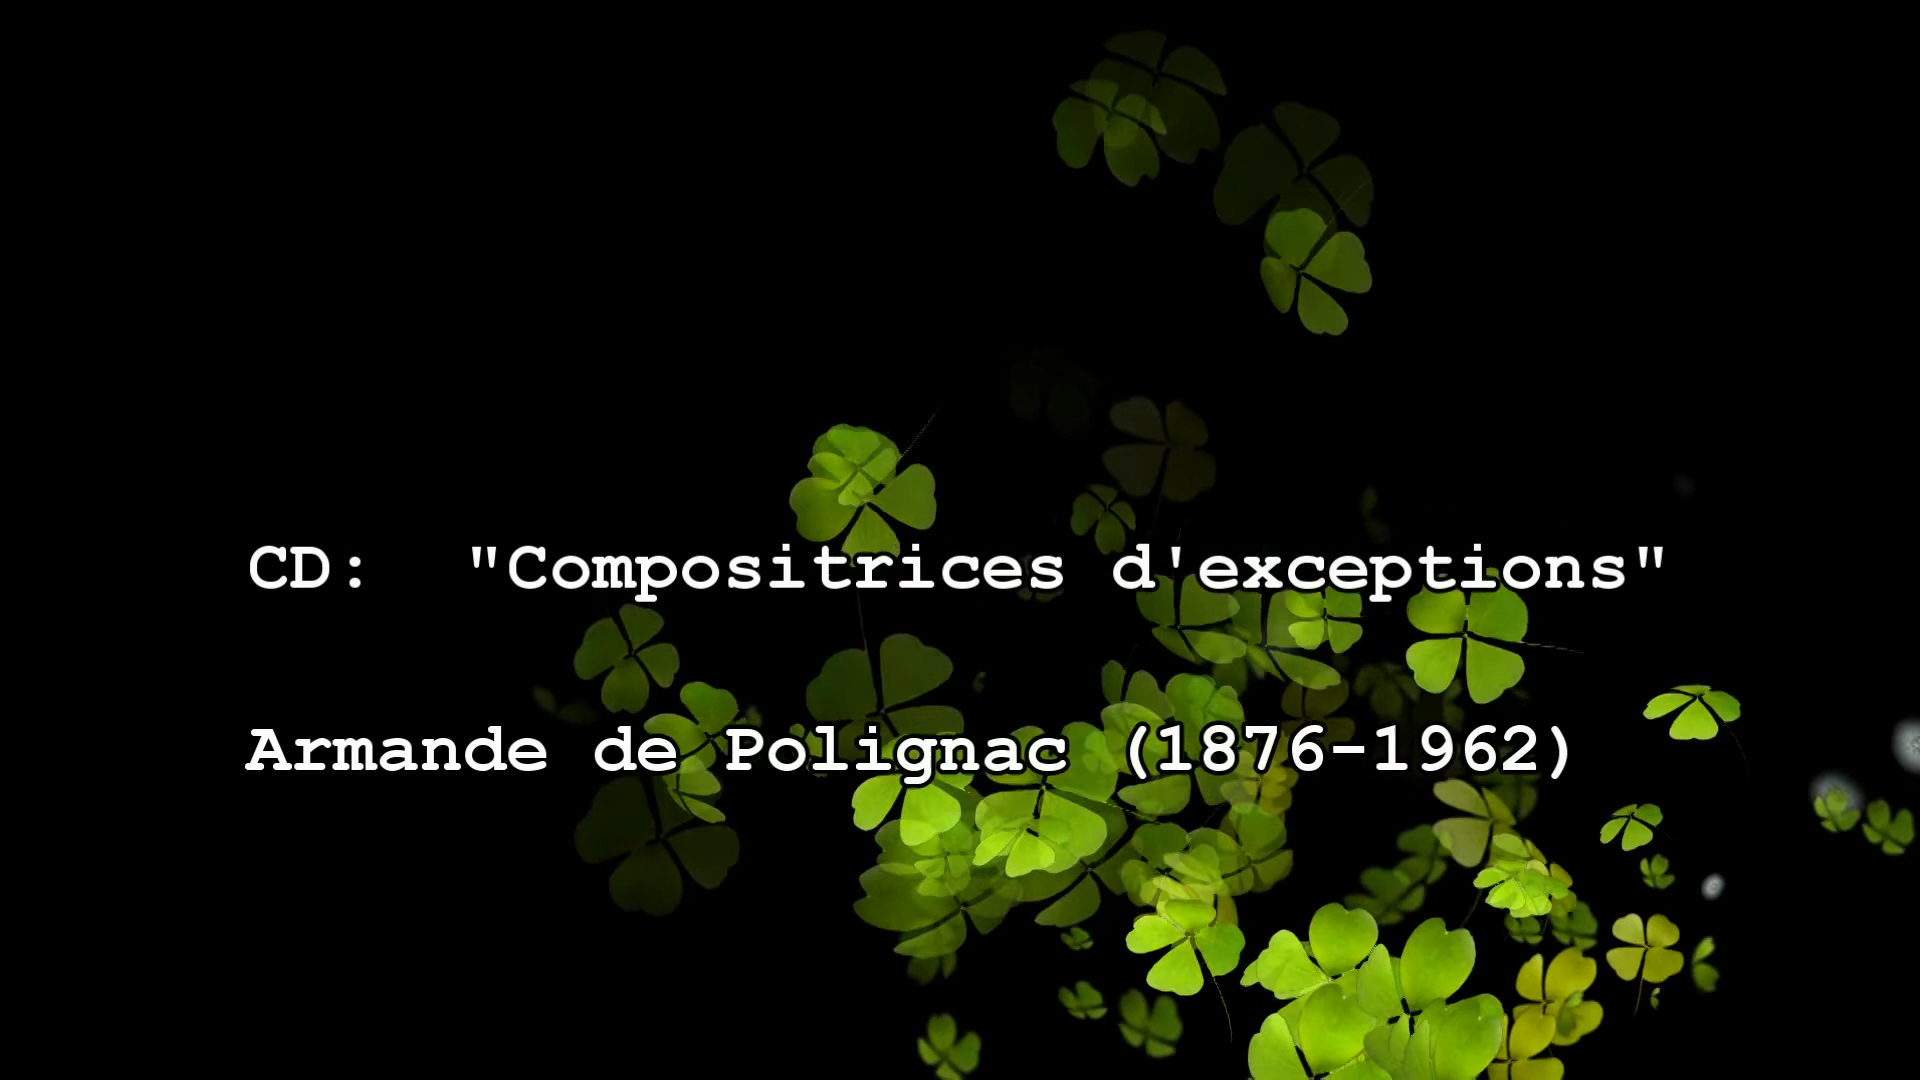 CD:  "Compositrices d'exceptions"
Armande de Polignac (1876-1962)